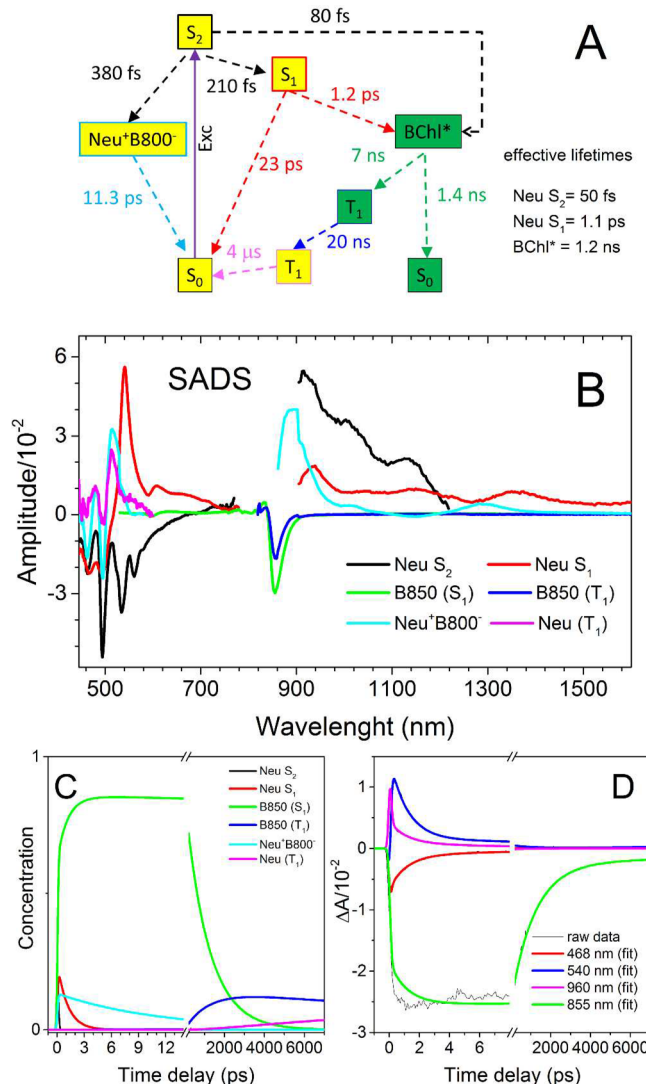 80 fs
A
S₂
380 fs
210 fs
S₁
1.2 ps
Neu⁺B800⁻
Exc
BChl*
effective lifetimes
23 ps
7 ns
11.3 ps
T₁
1.4 ns
Neu S₂= 50 fs
Neu S₁= 1.1 ps
BChl* = 1.2 ns
20 ns
4 μs
S₀
T₁
S₀
SADS
B
6
3
0
-3
Amplitude/10⁻²
Neu S₂
Neu S₁
B850 (S₁)
B850 (T₁)
Neu⁺B800⁻
Neu (T₁)
500 700 900 1100 1300 1500
Wavelenght (nm)
C
1
0
Concentration
Neu S₂
Neu S₁
B850 (S₁)
B850 (T₁)
Neu⁺B800⁻
Neu (T₁)
0 3 6 9 12 2000 4000 6000
Time delay (ps)
D
1
0
-1
-2
-3
ΔA/10⁻²
raw data
468 nm (fit)
540 nm (fit)
960 nm (fit)
855 nm (fit)
0 2 4 6 2000 4000 6000
Time delay (ps)